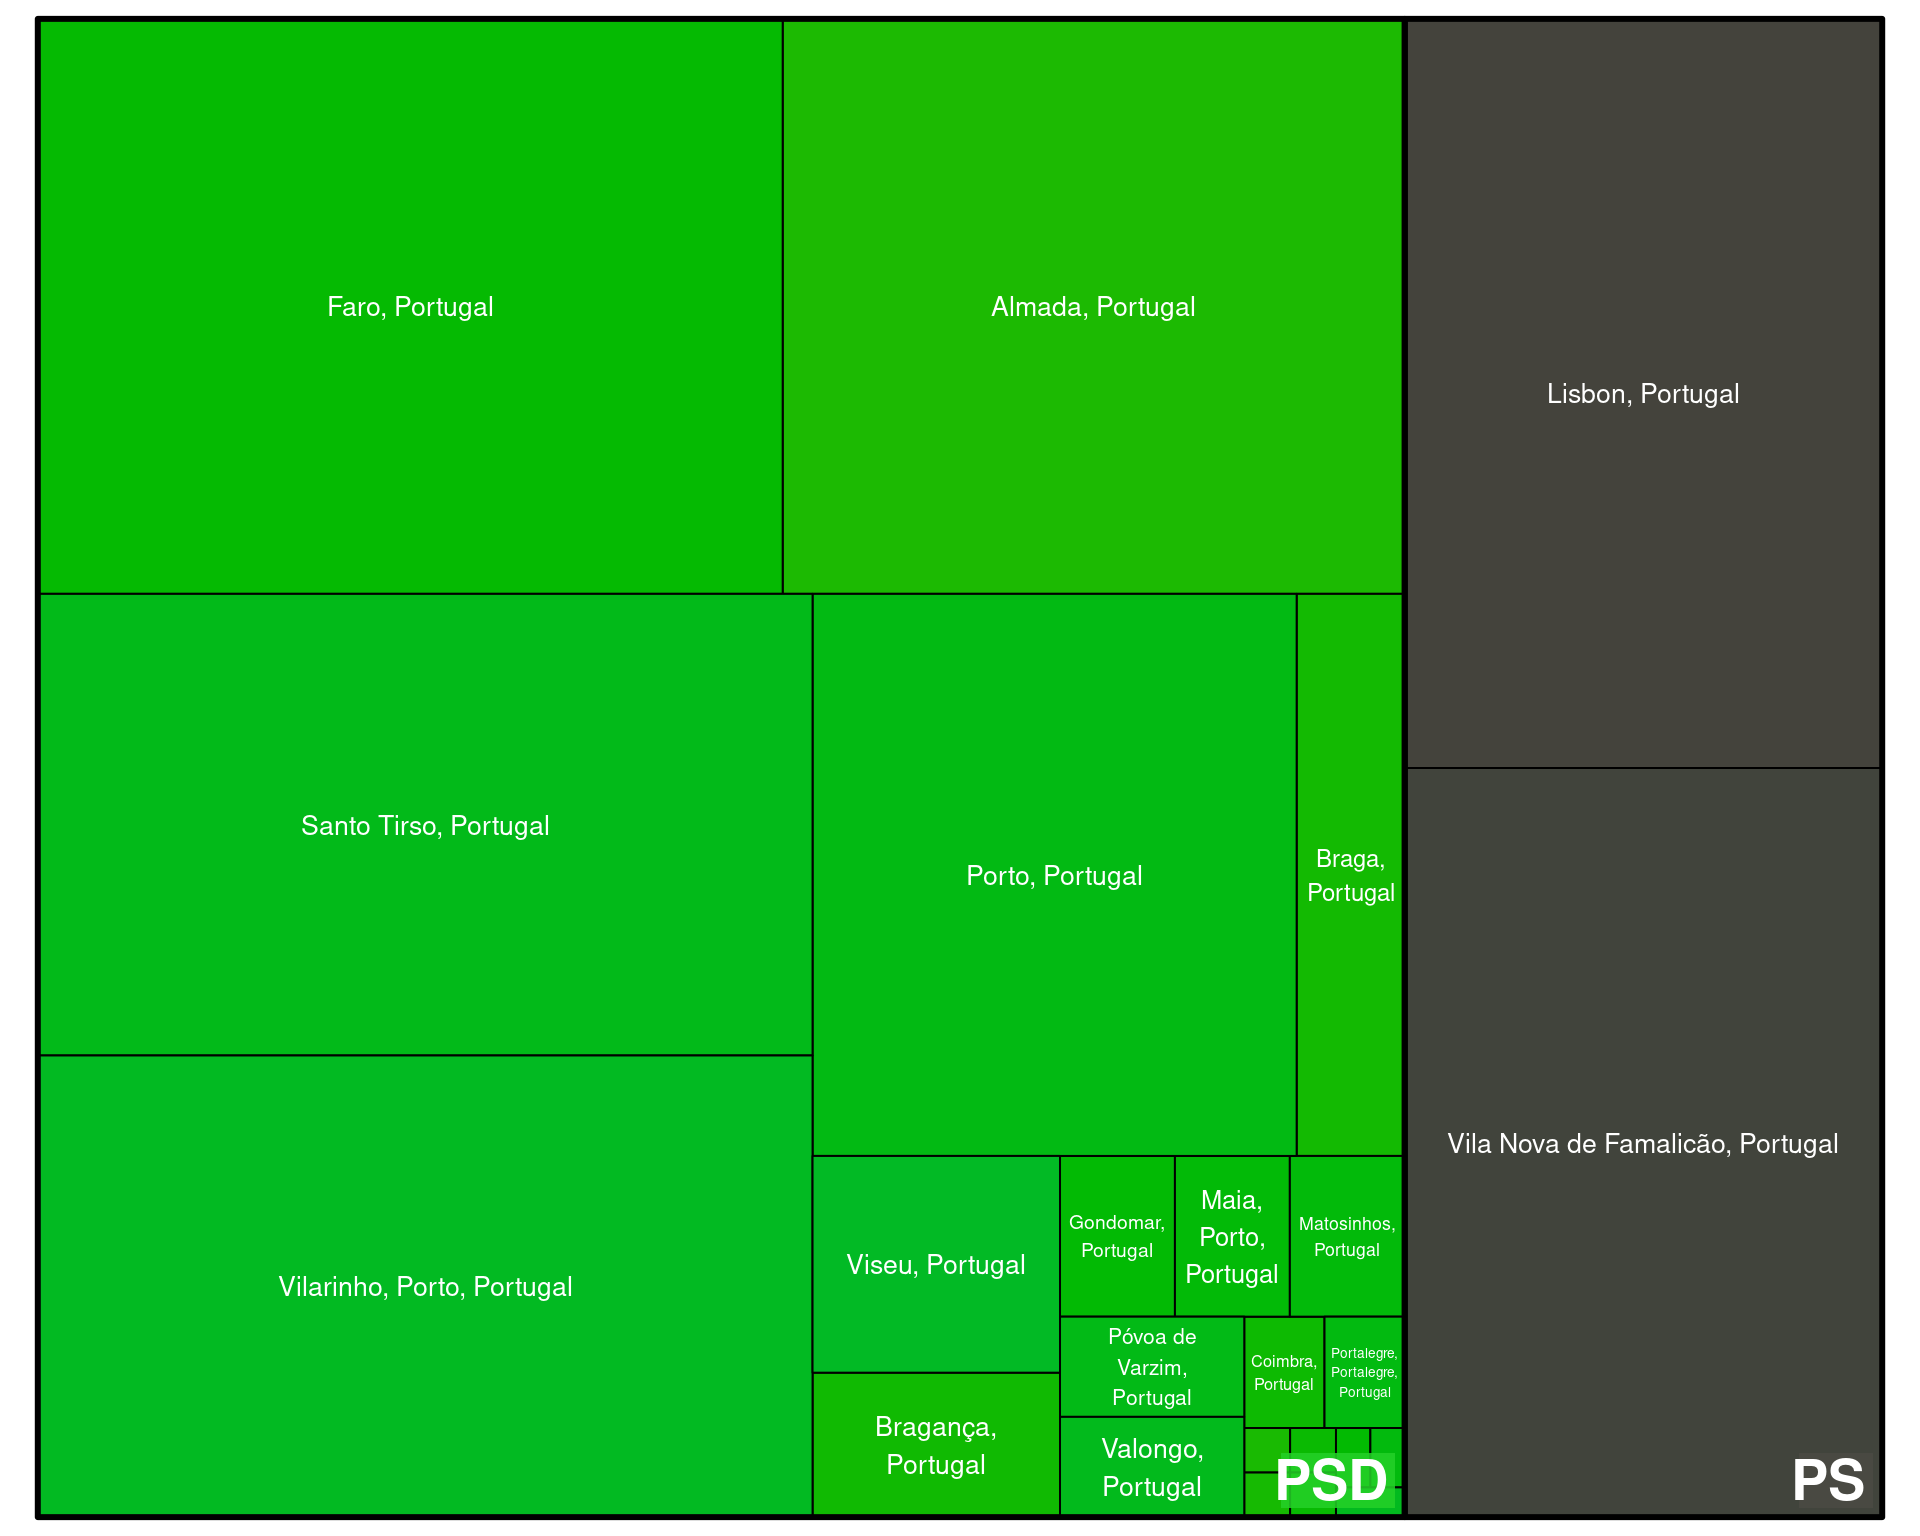 Faro, Portugal
Almada, Portugal
Lisbon, Portugal
Santo Tirso, Portugal
Porto, Portugal
Braga,
Portugal
Vila Nova de Famalicão, Portugal
Vilarinho, Porto, Portugal
Viseu, Portugal
Gondomar,
Portugal
Maia,
Porto,
Portugal
Matosinhos,
Portugal
Póvoa de
Varzim,
Portugal
Coimbra,
Portugal
Portalegre,
Portalegre,
Portugal
Bragança,
Portugal
Valongo,
Portugal
PSD
PS